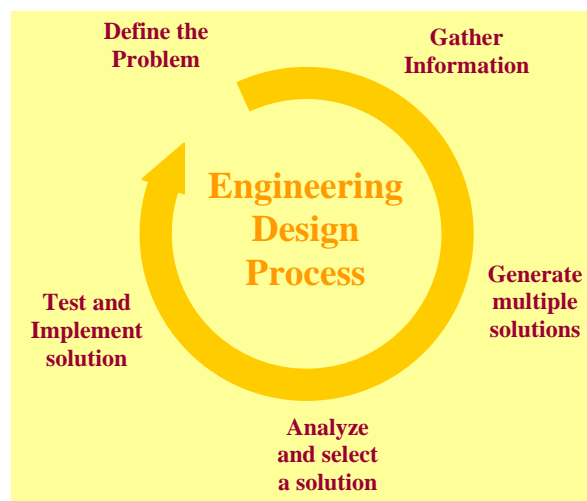 Define the
Problem
Gather
Information
Engineering
Design
Process
Generate
multiple
solutions
Analyze
and select
a solution
Test and
Implement
solution